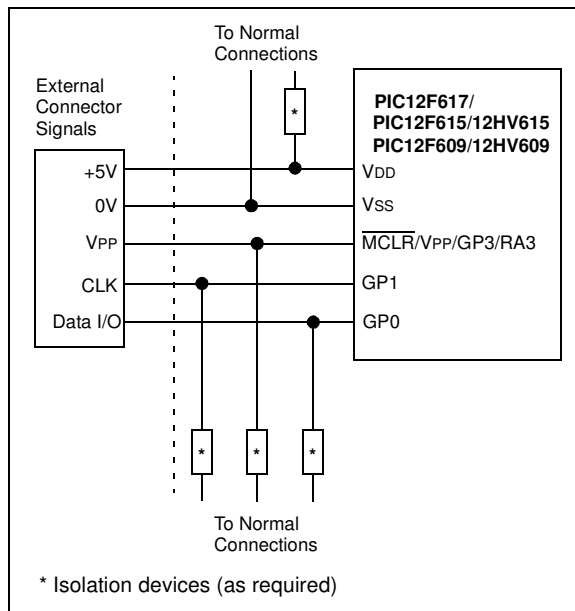 To Normal
Connections
External
Connector
Signals
*
PIC12F617/
PIC12F615/12HV615
PIC12F609/12HV609
+5V
VDD
0V
VSS
VPP
MCLR/VPP/GP3/RA3
CLK
GP1
Data I/O
GP0
*
*
*
To Normal
Connections
* Isolation devices (as required)